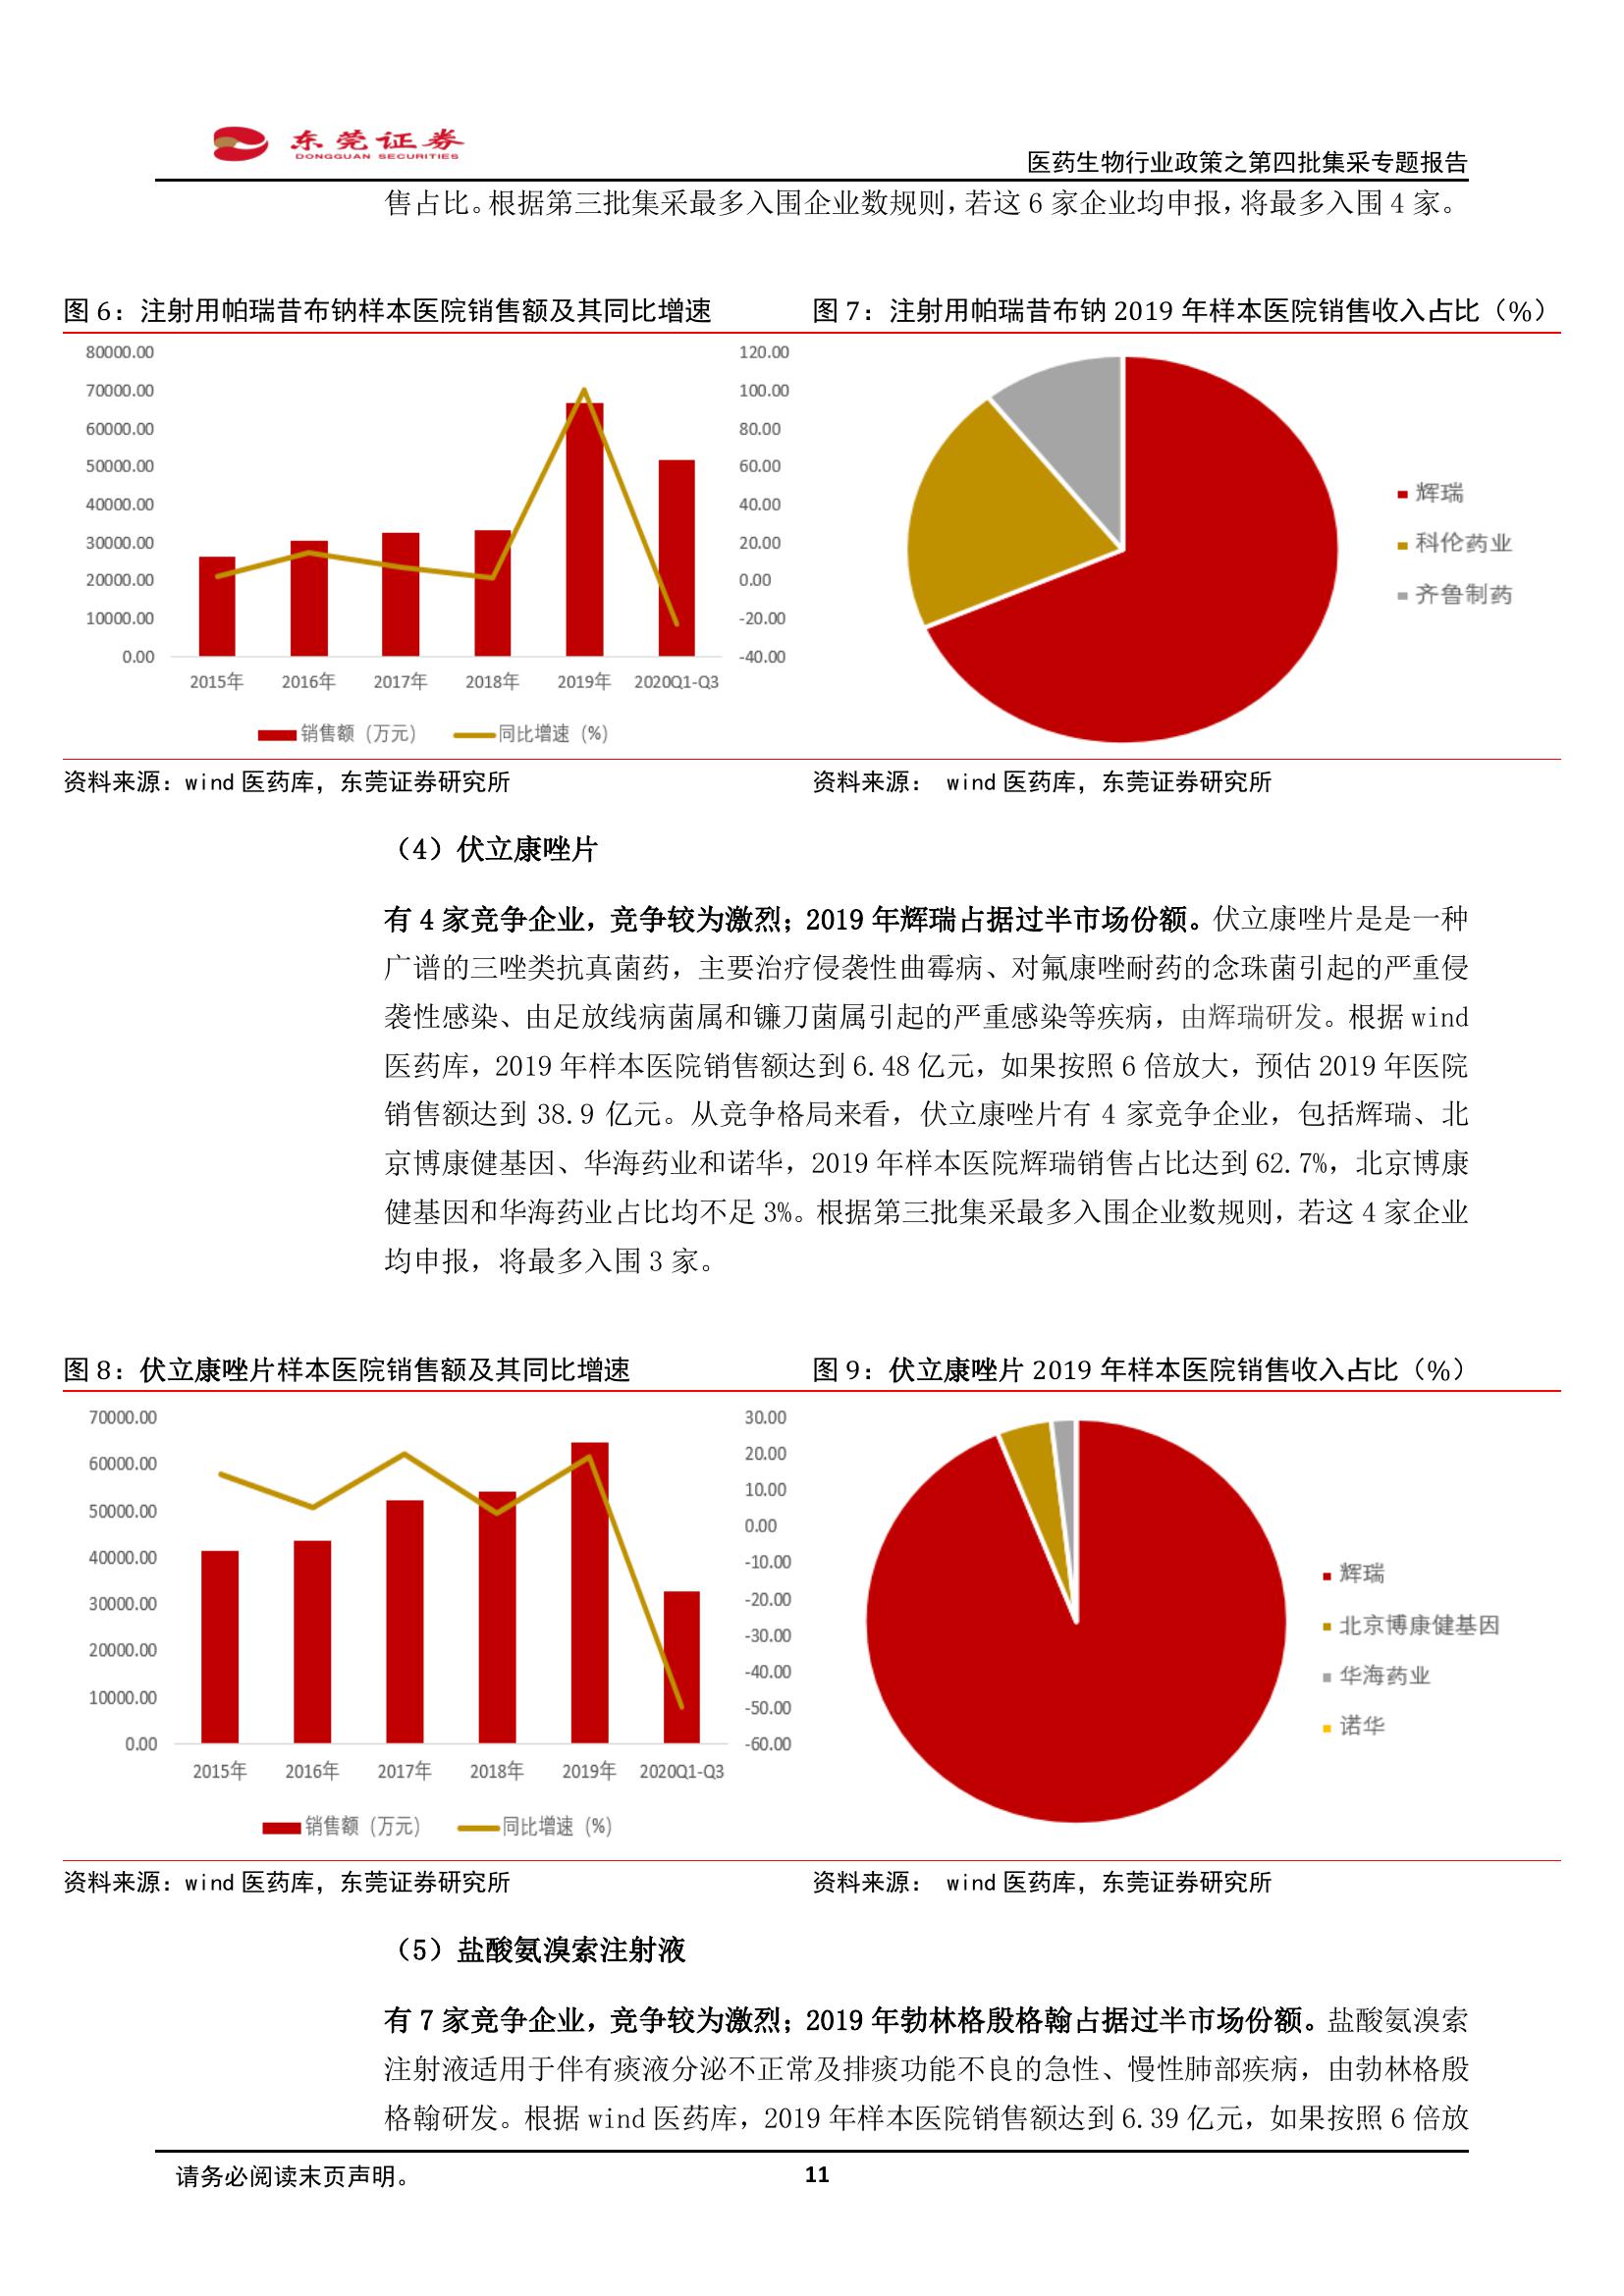 东莞证券
DONGGUAN SECURITIES
医药生物行业政策之第四批集采专题报告
售占比。根据第三批集采最多入围企业数规则，若这 6 家企业均申报，将最多入围 4 家。
图 6：注射用帕瑞昔布钠样本医院销售额及其同比增速
80000.00
70000.00
60000.00
50000.00
40000.00
30000.00
20000.00
10000.00
0.00
120.00
100.00
80.00
60.00
40.00
20.00
0.00
-20.00
-40.00
2015年 2016年 2017年 2018年 2019年 2020Q1-Q3
销售额（万元） 同比增速（%）
资料来源：wind 医药库，东莞证券研究所
图 7：注射用帕瑞昔布钠 2019 年样本医院销售收入占比（%）
辉瑞
科伦药业
齐鲁制药
资料来源： wind 医药库，东莞证券研究所
（4）伏立康唑片
有 4 家竞争企业，竞争较为激烈；2019 年辉瑞占据过半市场份额。伏立康唑片是是一种
广谱的三唑类抗真菌药，主要治疗侵袭性曲霉病、对氟康唑耐药的念珠菌引起的严重侵
袭性感染、由足放线病菌属和镰刀菌属引起的严重感染等疾病，由辉瑞研发。根据 wind
医药库，2019 年样本医院销售额达到 6.48 亿元，如果按照 6 倍放大，预估 2019 年医院
销售额达到 38.9 亿元。从竞争格局来看，伏立康唑片有 4 家竞争企业，包括辉瑞、北
京博康健基因、华海药业和诺华，2019 年样本医院辉瑞销售占比达到 62.7%，北京博康
健基因和华海药业占比均不足 3%。根据第三批集采最多入围企业数规则，若这 4 家企业
均申报，将最多入围 3 家。
图 8：伏立康唑片样本医院销售额及其同比增速
70000.00
60000.00
50000.00
40000.00
30000.00
20000.00
10000.00
0.00
30.00
20.00
10.00
0.00
-10.00
-20.00
-30.00
-40.00
-50.00
-60.00
2015年 2016年 2017年 2018年 2019年 2020Q1-Q3
销售额（万元） 同比增速（%）
资料来源：wind 医药库，东莞证券研究所
图 9：伏立康唑片 2019 年样本医院销售收入占比（%）
辉瑞
北京博康健基因
华海药业
诺华
资料来源： wind 医药库，东莞证券研究所
（5）盐酸氨溴索注射液
有 7 家竞争企业，竞争较为激烈；2019 年勃林格殷格翰占据过半市场份额。盐酸氨溴索
注射液适用于伴有痰液分泌不正常及排痰功能不良的急性、慢性肺部疾病，由勃林格殷
格翰研发。根据 wind 医药库，2019 年样本医院销售额达到 6.39 亿元，如果按照 6 倍放
请务必阅读末页声明。
11